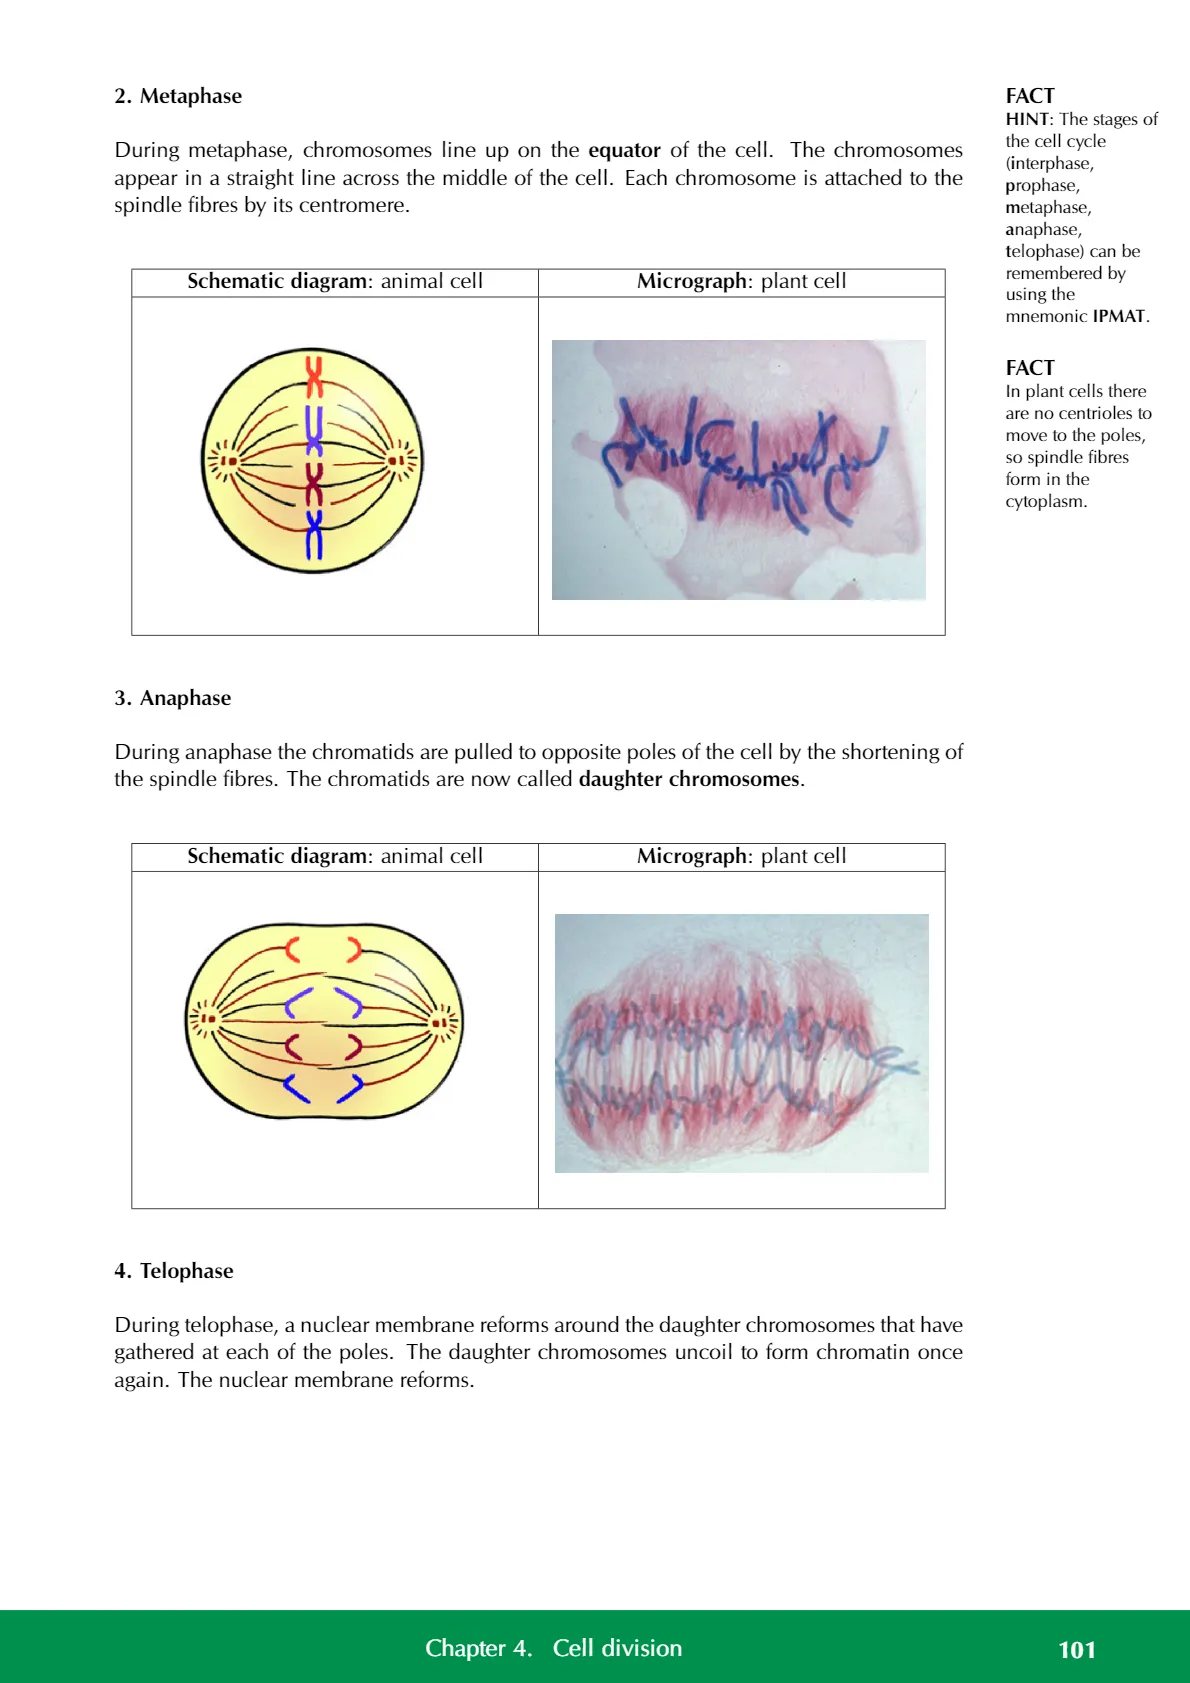 2. Metaphase
During metaphase, chromosomes line up on the equator of the cell. The chromosomes
appear in a straight line across the middle of the cell. Each chromosome is attached to the
spindle fibres by its centromere.
Schematic diagram: animal cell
Micrograph: plant cell
3. Anaphase
During anaphase the chromatids are pulled to opposite poles of the cell by the shortening of
the spindle fibres. The chromatids are now called daughter chromosomes.
Schematic diagram: animal cell
Micrograph: plant cell
4. Telophase
During telophase, a nuclear membrane reforms around the daughter chromosomes that have
gathered at each of the poles. The daughter chromosomes uncoil to form chromatin once
again. The nuclear membrane reforms.
FACT
HINT: The stages of
the cell cycle
(interphase,
prophase,
metaphase,
anaphase,
telophase) can be
remembered by
using the
mnemonic IPMAT.
FACT
In plant cells there
are no centrioles to
move to the poles,
so spindle fibres
form in the
cytoplasm.
Chapter 4. Cell division
101